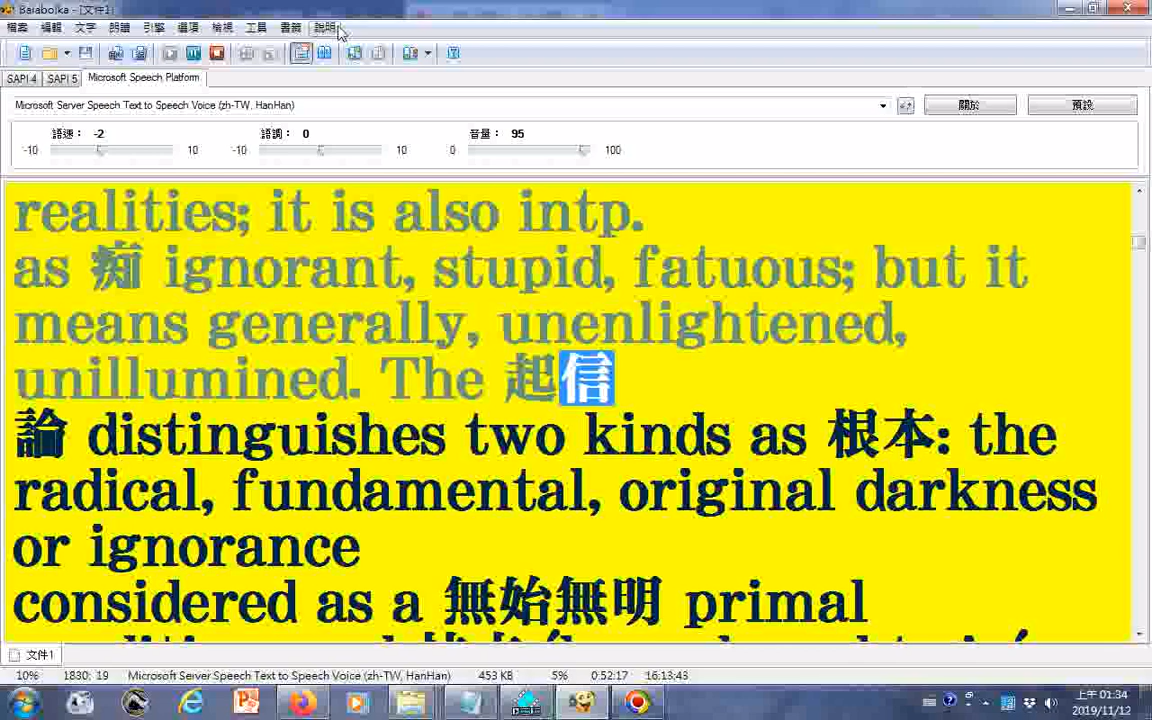 Balabolka - [文件1]
檔案 編輯 文字 朗讀 引擎 選項 檢視 工具 書籤 說明
SAPI 4 SAPI 5 Microsoft Speech Platform
Microsoft Server Speech Text to Speech Voice (zh-TW, HanHan) 關於 預設
語速： -2 語調： 0 音量： 95
-10 10 -10 10 0 100
realities; it is also intp.
as 痴 ignorant, stupid, fatuous; but it
means generally, unenlightened,
unillumined. The 起信
論 distinguishes two kinds as 根本: the
radical, fundamental, original darkness
or ignorance
considered as a 無始無明 primal
文件1
10% 1830; 19 Microsoft Server Speech Text to Speech Voice (zh-TW, HanHan) 453 KB 5% 0:52:17 16:13:43
上午 01:34
2019/11/12